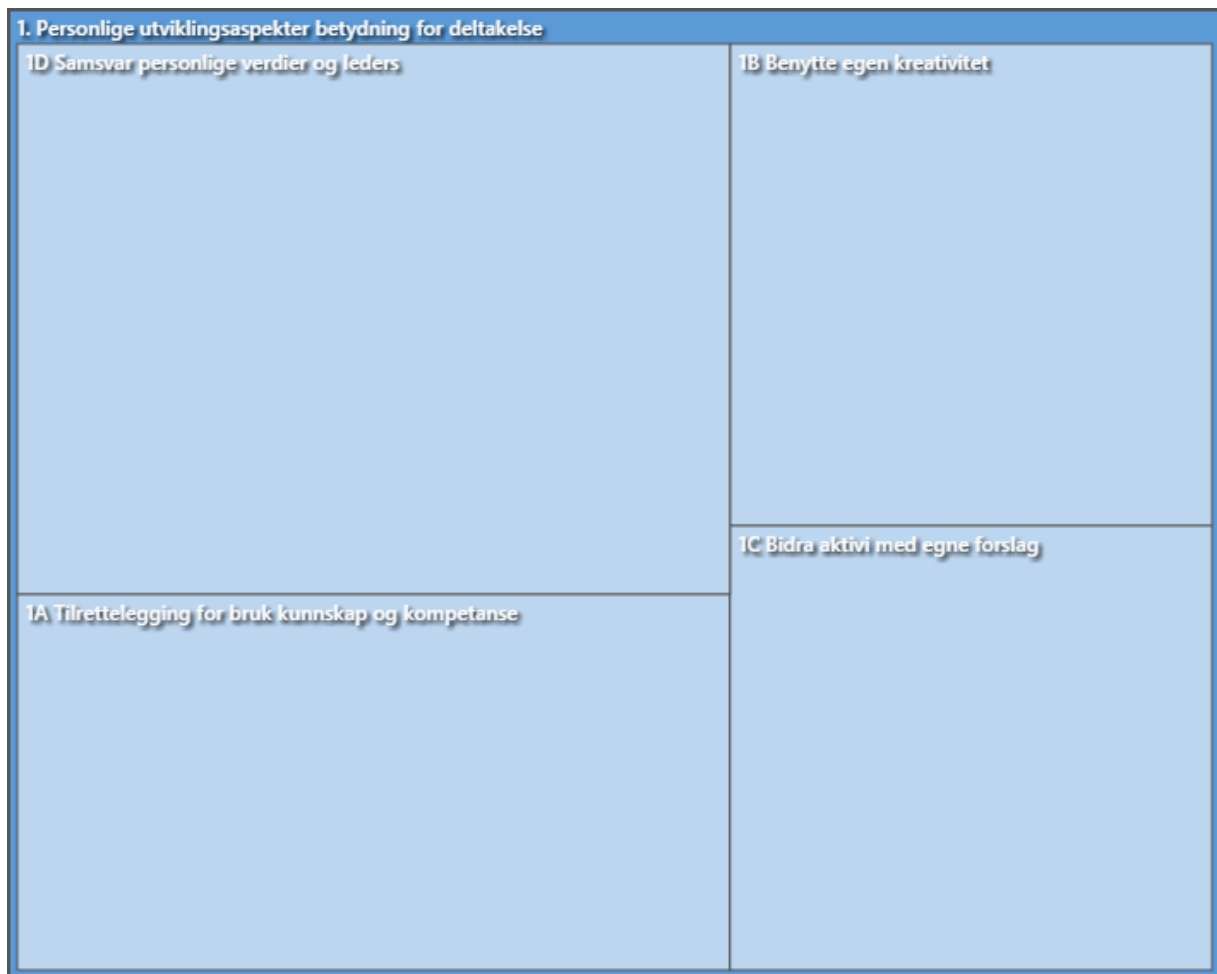 1. Personlige utviklingsaspekter betydning for deltakelse
1D Samsvar personlige verdier og leders
1B Benytte egen kreativitet
1C Bidra aktivi med egne forslag
1A Tilrettelegging for bruk kunnskap og kompetanse